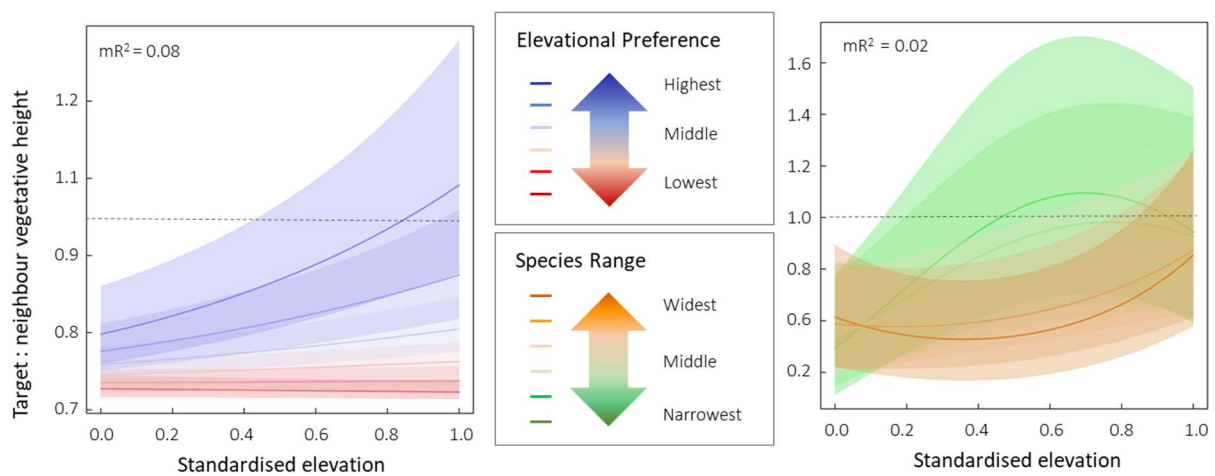 mR² = 0.08
1.2
1.1
0.9
0.8
0.7
Target : neighbour vegetative height
0.0 0.2 0.4 0.6 0.8 1.0
Standardised elevation
Elevational Preference
Highest
Middle
Lowest
Species Range
Widest
Middle
Narrowest
mR² = 0.02
1.6
1.4
1.2
1.0
0.8
0.6
0.4
0.2
0.0 0.2 0.4 0.6 0.8 1.0
Standardised elevation